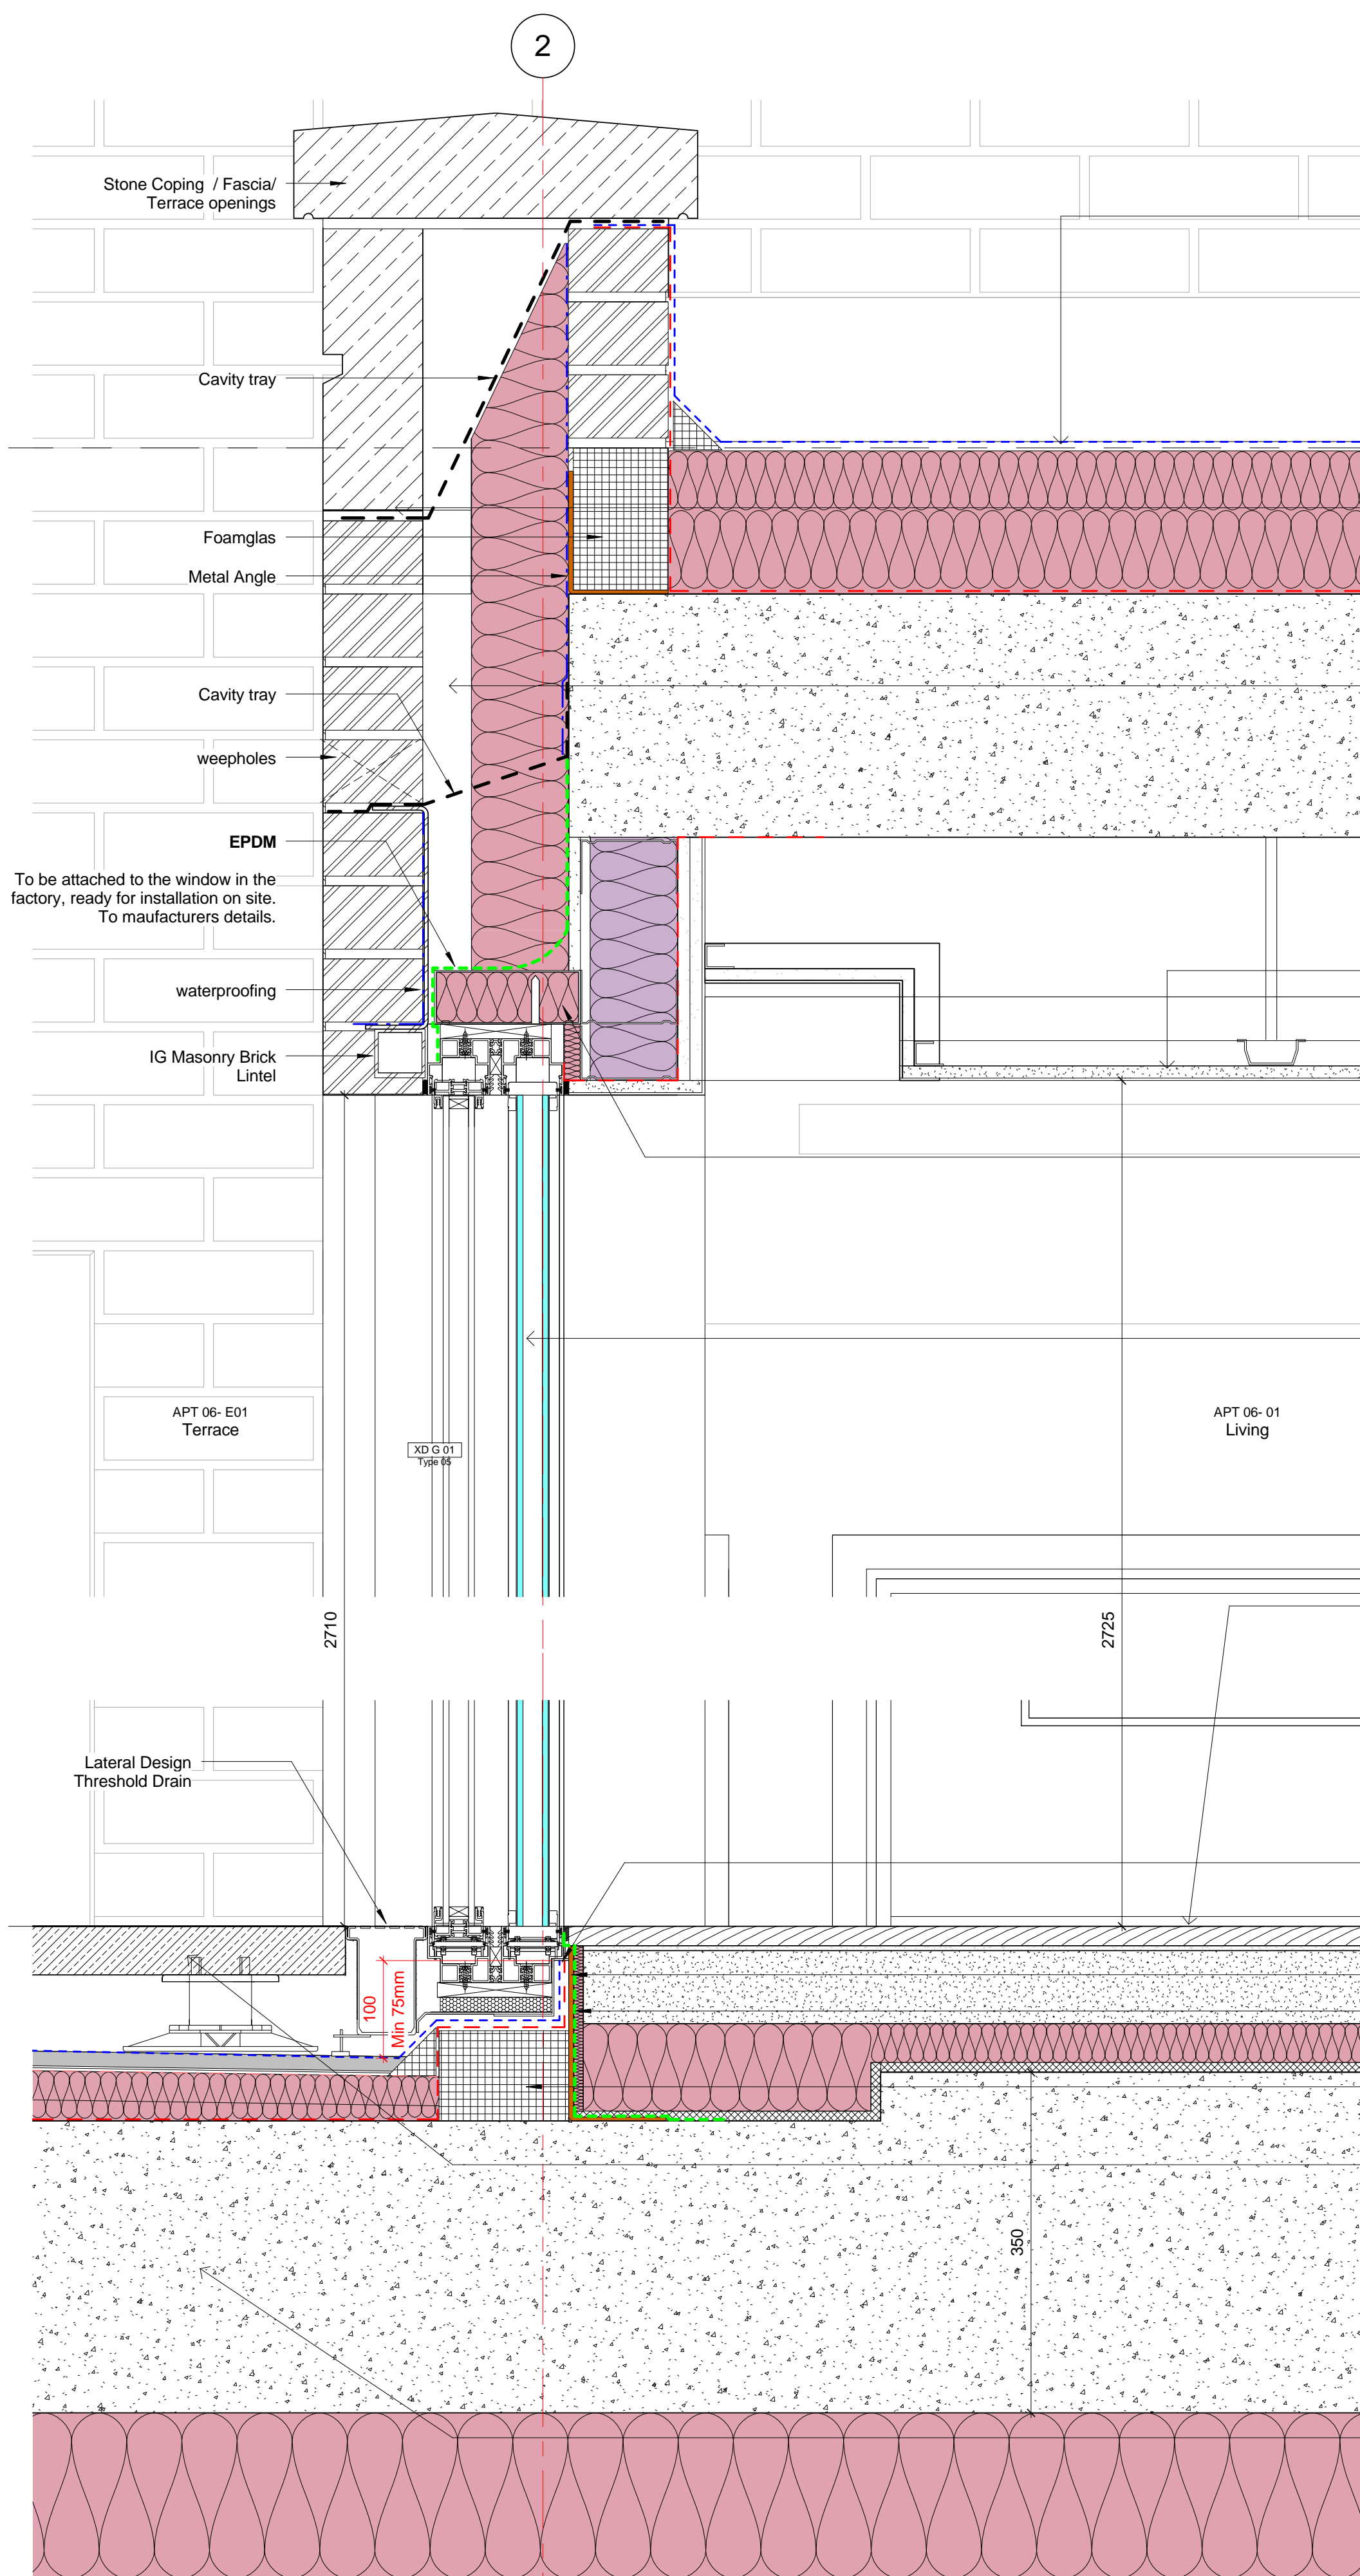 2
Stone Coping / Fascia/
Terrace openings
Cavity tray
Foamglas
Metal Angle
Cavity tray
weepholes
EPDM
To be attached to the window in the
factory, ready for installation on site.
To maufacturers details.
waterproofing
IG Masonry Brick
Lintel
APT 06- E01
Terrace
XD G 01
Type 05
APT 06- 01
Living
2710
2725
Lateral Design
Threshold Drain
100
Min 75mm
350